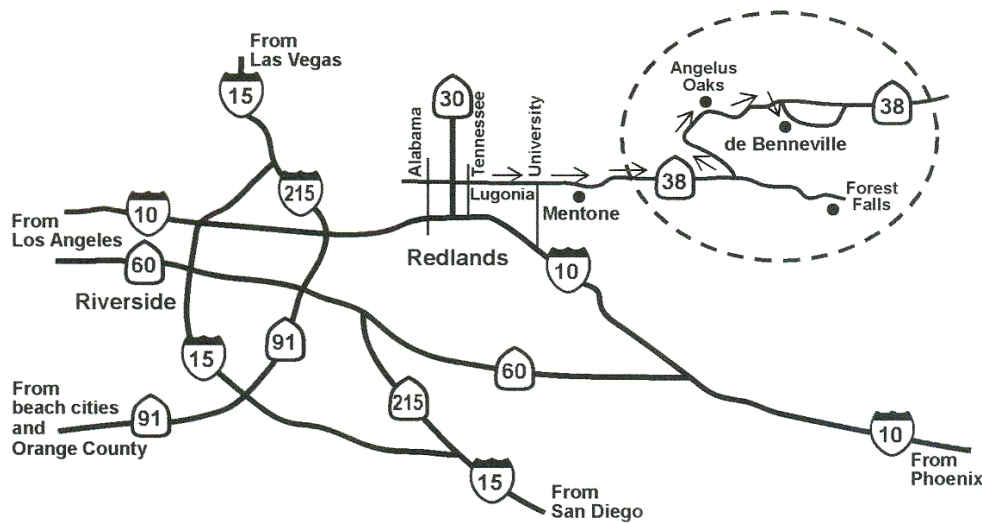 From
Las Vegas
15
30
Alabama
Tennessee
University
Angelus
Oaks
38
de Benneville
215
Lugonia
38
Mentone
Forest
Falls
10
From
Los Angeles
60
Redlands
10
Riverside
15
91
60
From
beach cities
and
Orange County
91
215
10
From
Phoenix
15
From
San Diego